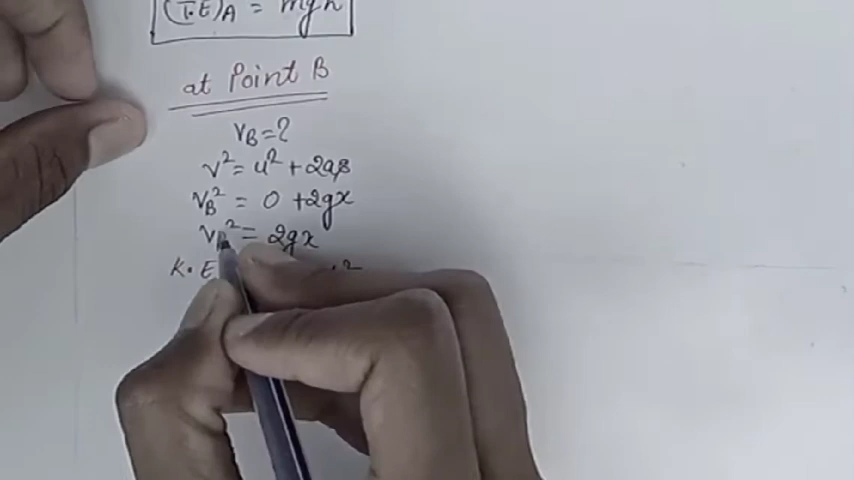 (T.E)A = mgh
at Point B
VB = ?
v² = u² + 2as
VB² = 0 + 2gx
VB² = 2gx
K.E